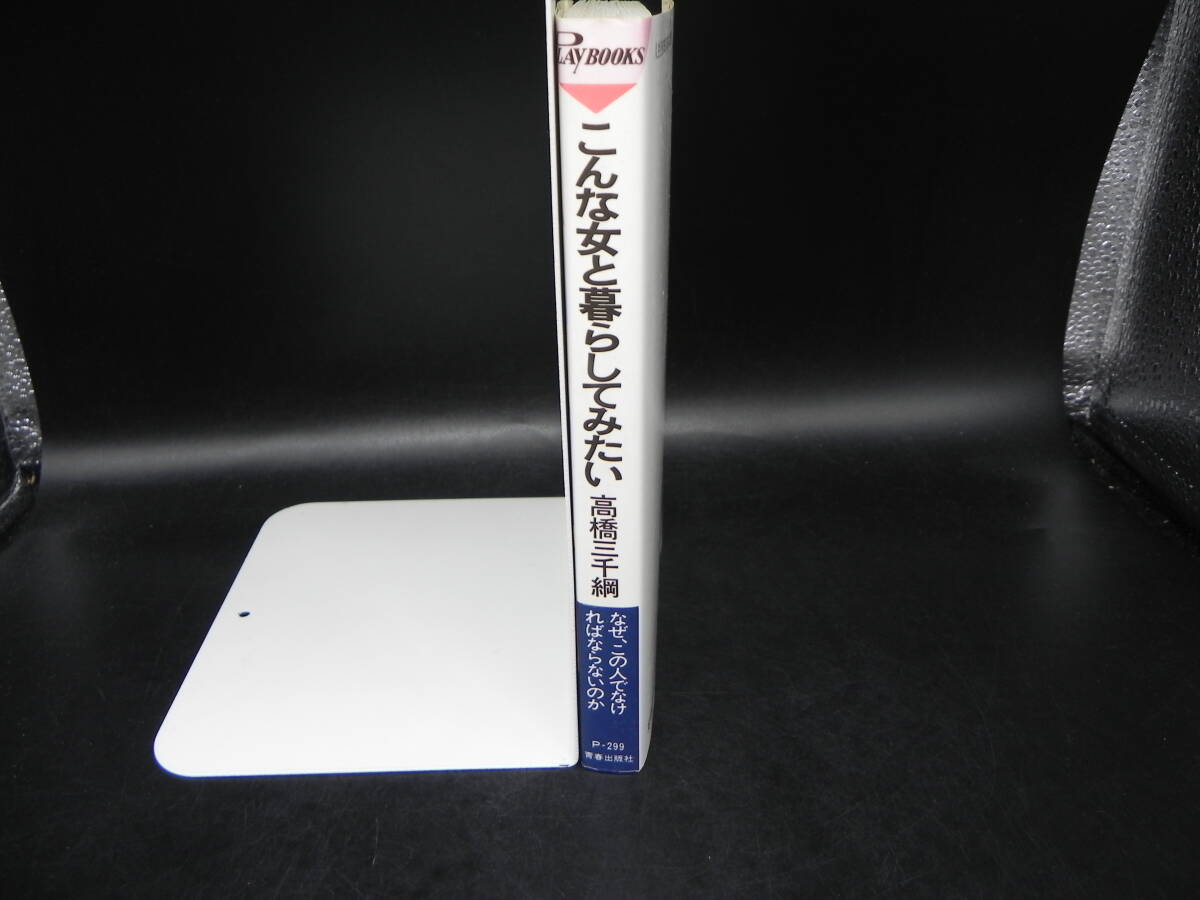 PLAYBOOKS
こんな女と暮らしてみたい
高橋三千綱
なぜ、この人でなけ
ればならないのか
P-299
青春出版社